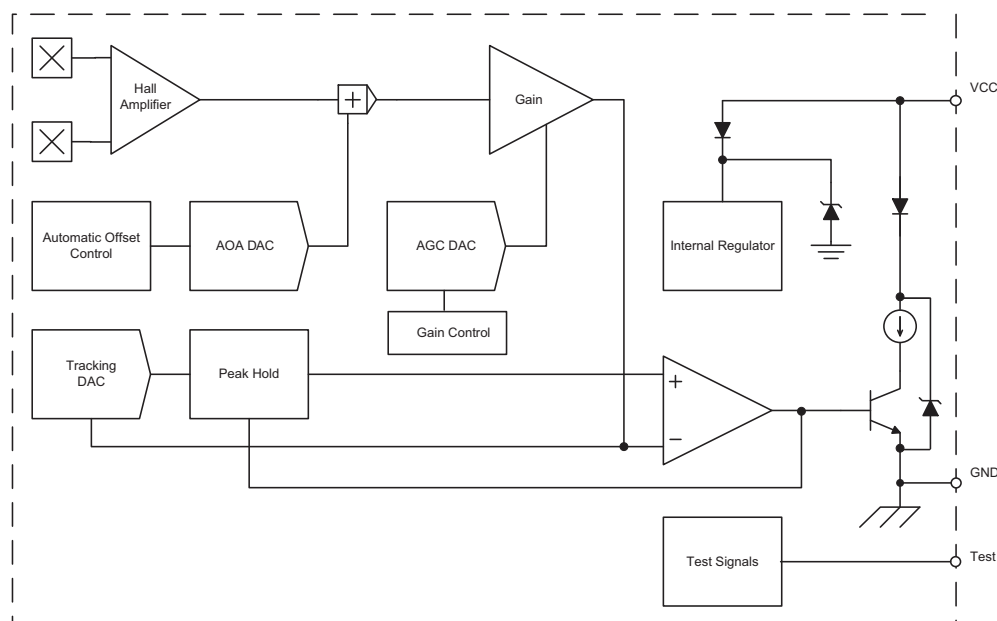 Hall
Amplifier
+
Gain
VCC
Automatic Offset
Control
AOA DAC
AGC DAC
Internal Regulator
Gain Control
Tracking
DAC
Peak Hold
+
−
GND
Test Signals
Test